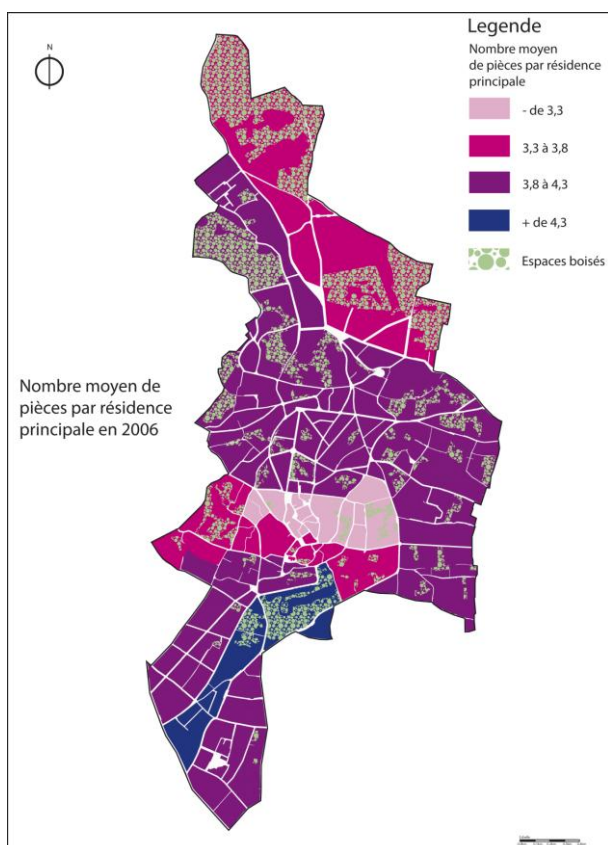 N
Legende
Nombre moyen
de pièces par résidence
principale
- de 3,3
3,3 à 3,8
3,8 à 4,3
+ de 4,3
Espaces boisés
Nombre moyen de
pièces par résidence
principale en 2006